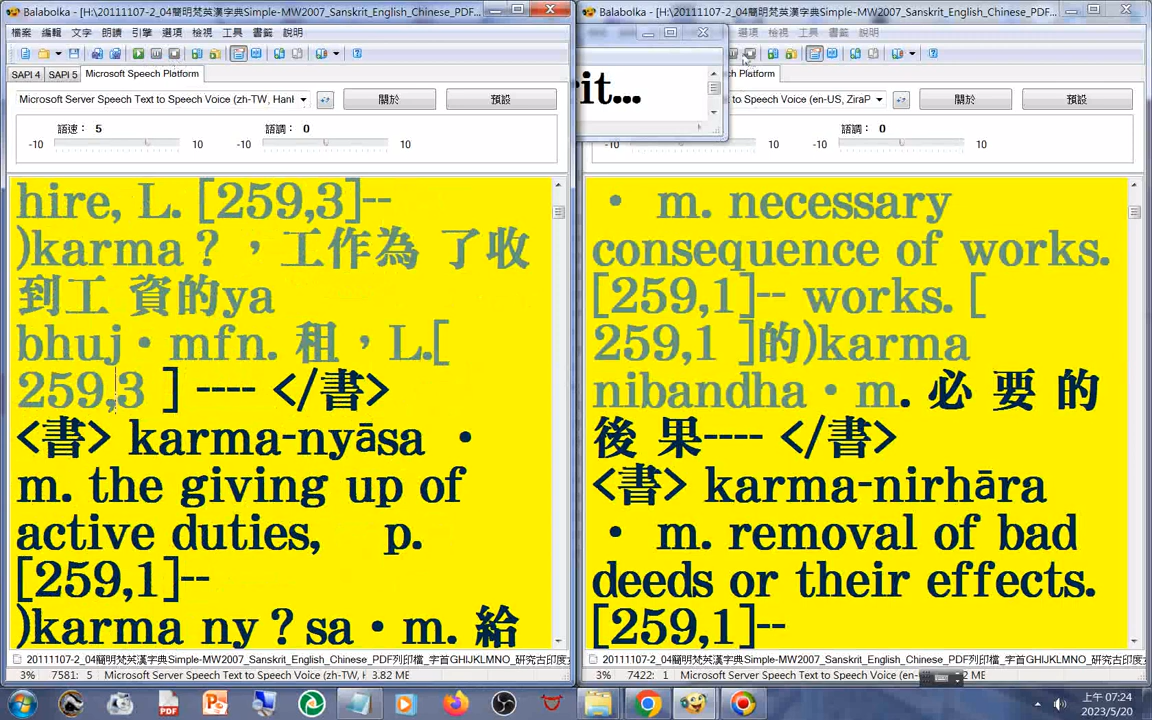 Balabolka - [H:\20111107-2_04簡明梵英漢字典Simple-MW2007_Sanskrit_English_Chinese_PDF...
檔案 編輯 文字 朗讀 引擎 選項 檢視 工具 書籤 說明
SAPI 4 SAPI 5 Microsoft Speech Platform
Microsoft Server Speech Text to Speech Voice (zh-TW, HanH 關於 預設
語速： 5 語調： 0
-10 10 -10 10
hire, L. [259,3]--
)karma？，工作為 了收
到工 資的ya
bhuj•mfn. 租，L.[
259,3 ] ---- </書>
<書> karma-nyāsa •
m. the giving up of
active duties, p.
[259,1]--
)karma ny？sa•m. 給
20111107-2_04簡明梵英漢字典Simple-MW2007_Sanskrit_English_Chinese_PDF列印檔_字首GHIJKLMNO_研究古印度
3% 7581: 5 Microsoft Server Speech Text to Speech Voice (zh-TW, H 3.82 ME
Balabolka - [H:\20111107-2_04簡明梵英漢字典Simple-MW2007_Sanskrit_English_Chinese_PDF...
選項 檢視 工具 書籤 說明
it...
ch Platform
to Speech Voice (en-US, ZiraP 關於 預設
語調： 0
-10 10
• m. necessary
consequence of works.
[259,1]-- works. [
259,1 ]的)karma
nibandha•m. 必 要 的
後 果---- </書>
<書> karma-nirhāra
• m. removal of bad
deeds or their effects.
[259,1]--
20111107-2_04簡明梵英漢字典Simple-MW2007_Sanskrit_English_Chinese_PDF列印檔_字首GHIJKLMNO_研究古印度
3% 7422: 1 Microsoft Server Speech Text to Speech Voice (en-US,
上午 07:24
2023/5/20